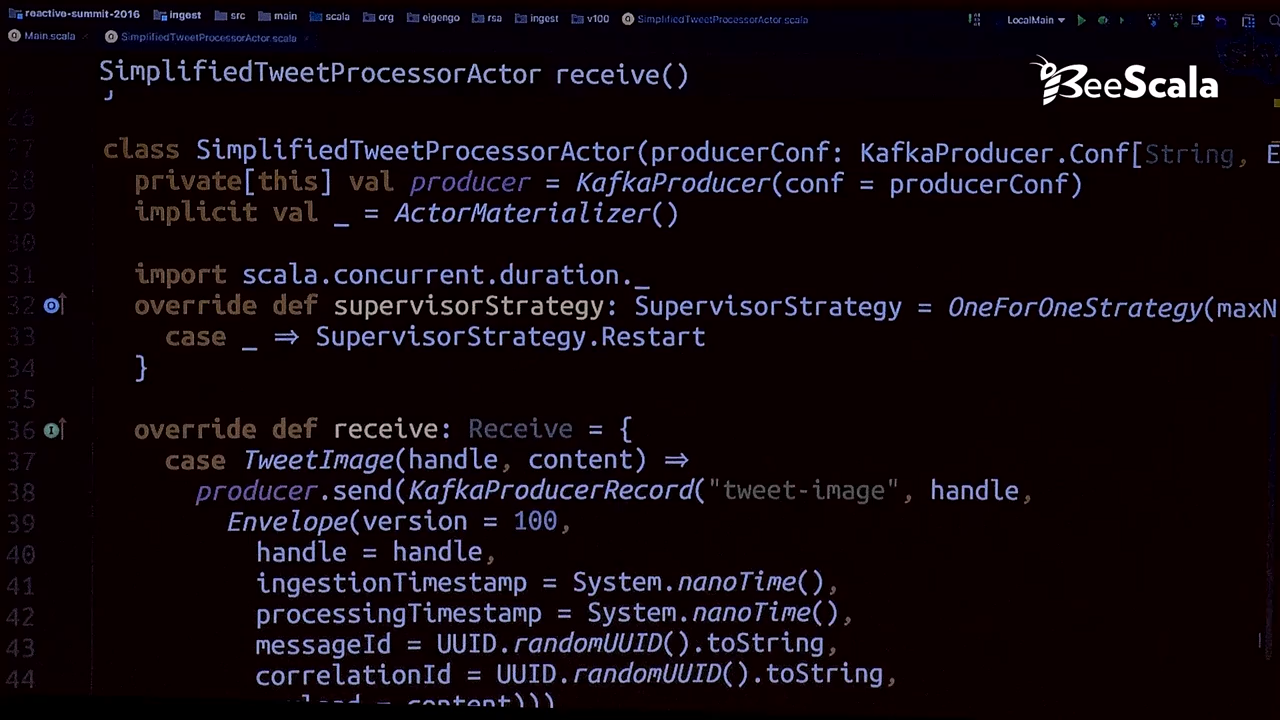 reactive-summit-2016 ingest src main scala org eigengo rsa ingest v100 SimplifiedTweetProcessorActor.scala LocalMain
Main.scala SimplifiedTweetProcessorActor.scala
SimplifiedTweetProcessorActor receive()
BeeScala
26
27 class SimplifiedTweetProcessorActor(producerConf: KafkaProducer.Conf[String, E
28 private[this] val producer = KafkaProducer(conf = producerConf)
29 implicit val _ = ActorMaterializer()
30
31 import scala.concurrent.duration._
32 override def supervisorStrategy: SupervisorStrategy = OneForOneStrategy(maxN
33 case _ ⇒ SupervisorStrategy.Restart
34 }
35
36 override def receive: Receive = {
37 case TweetImage(handle, content) ⇒
38 producer.send(KafkaProducerRecord("tweet-image", handle,
39 Envelope(version = 100,
40 handle = handle,
41 ingestionTimestamp = System.nanoTime(),
42 processingTimestamp = System.nanoTime(),
43 messageId = UUID.randomUUID().toString,
44 correlationId = UUID.randomUUID().toString,
= content)))